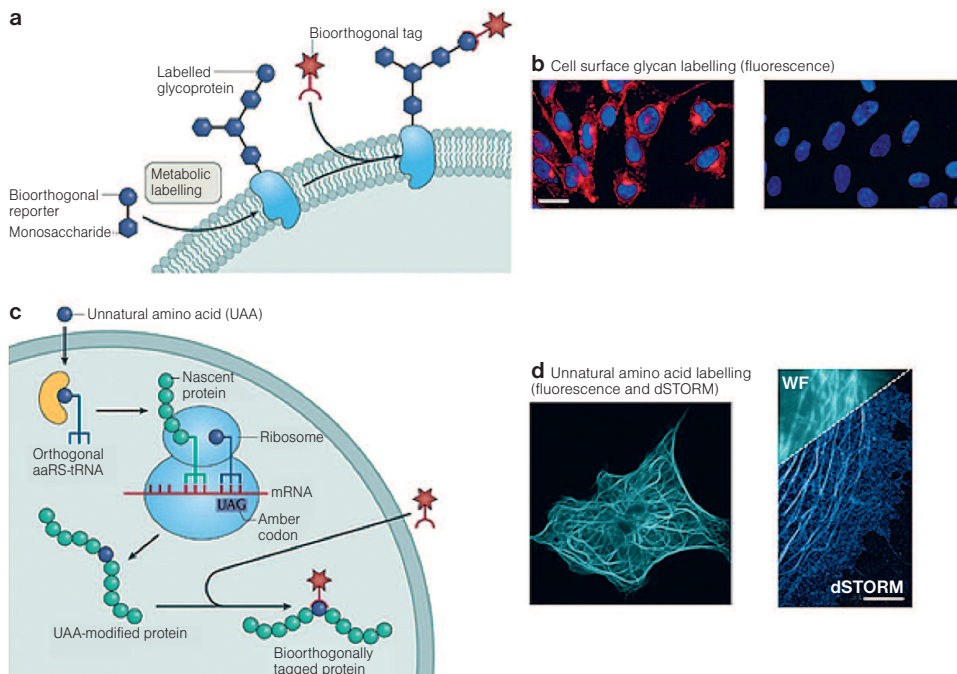 a
Bioorthogonal tag
Labelled
glycoprotein
Metabolic
labelling
Bioorthogonal
reporter
Monosaccharide
b Cell surface glycan labelling (fluorescence)
c
Unnatural amino acid (UAA)
Nascent
protein
Ribosome
Orthogonal
aaRS-tRNA
mRNA
UAG
Amber
codon
UAA-modified protein
Bioorthogonally
tagged protein
d Unnatural amino acid labelling
(fluorescence and dSTORM)
WF
dSTORM